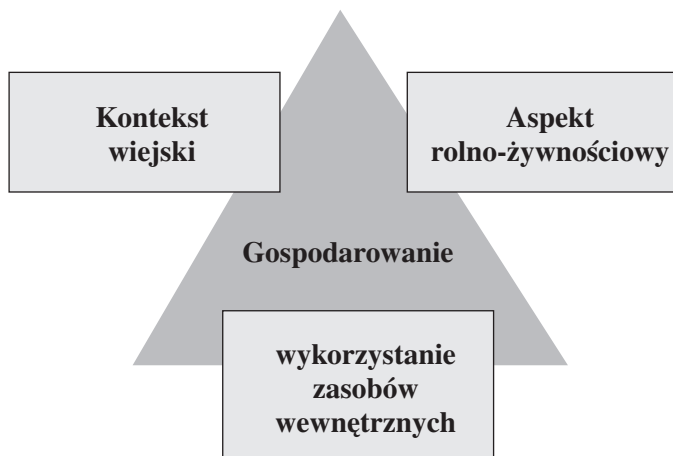 Kontekst
wiejski
Aspekt
rolno-żywnościowy
Gospodarowanie
wykorzystanie
zasobów
wewnętrznych